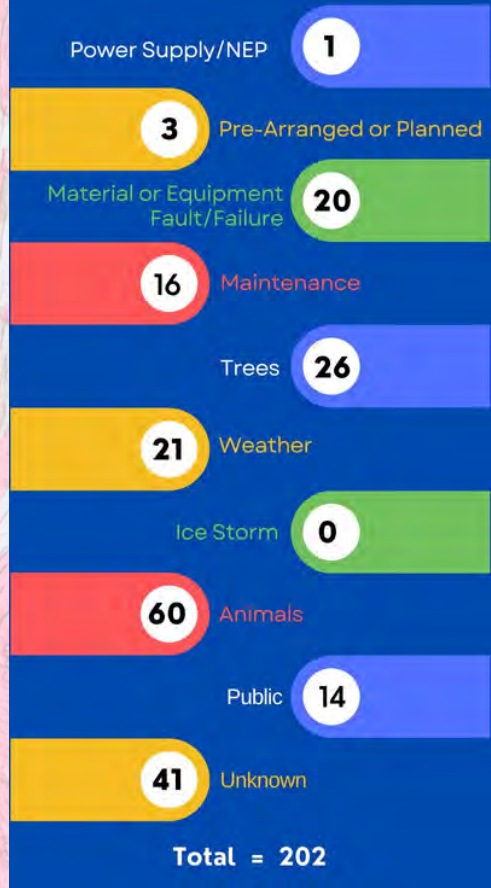 Power Supply/NEP 1
3 Pre-Arranged or Planned
Material or Equipment
Fault/Failure 20
16 Maintenance
Trees 26
21 Weather
Ice Storm 0
60 Animals
Public 14
41 Unknown
Total = 202